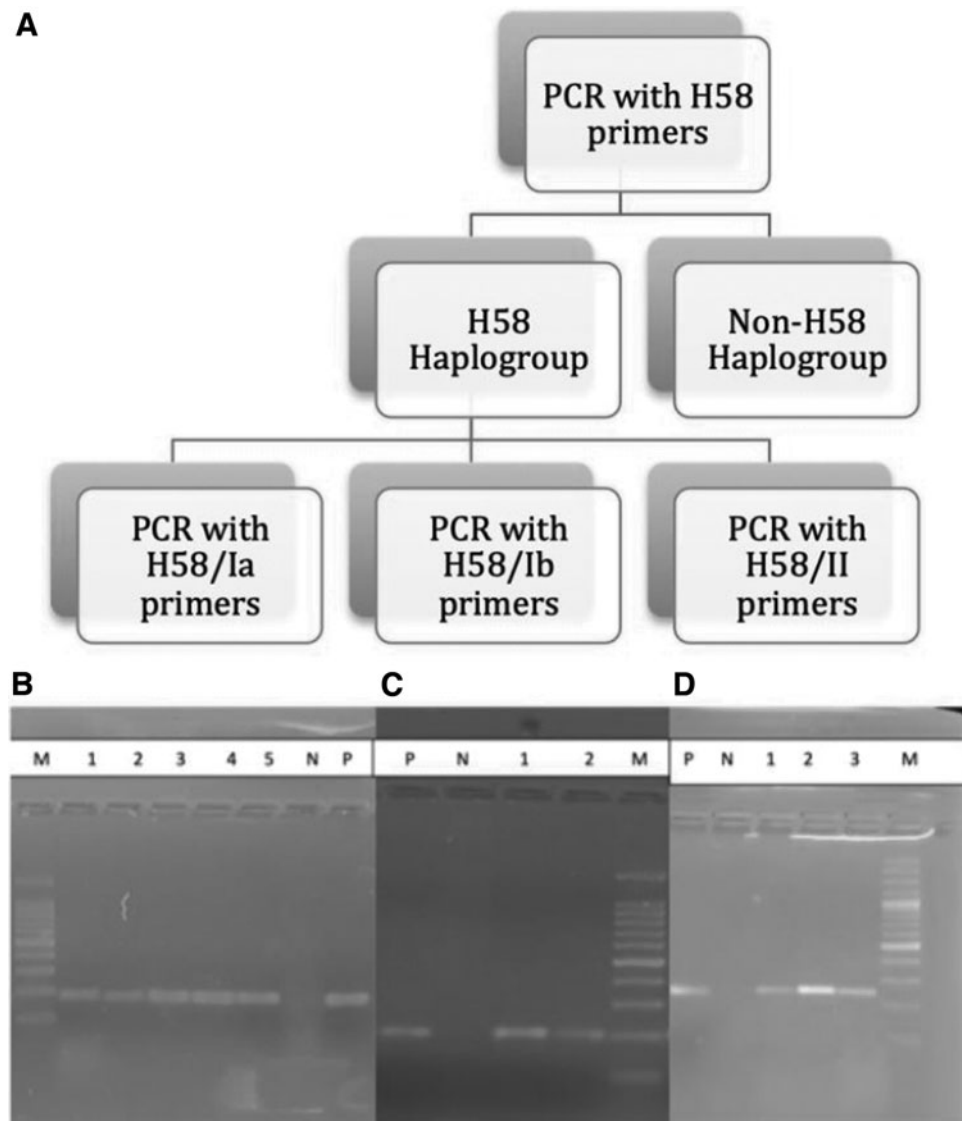 A
PCR with H58
primers
H58
Haplogroup
Non-H58
Haplogroup
PCR with
H58/Ia
primers
PCR with
H58/Ib
primers
PCR with
H58/II
primers
B
C
D
M 1 2 3 4 5 N P
P N 1 2 M
P N 1 2 3 M